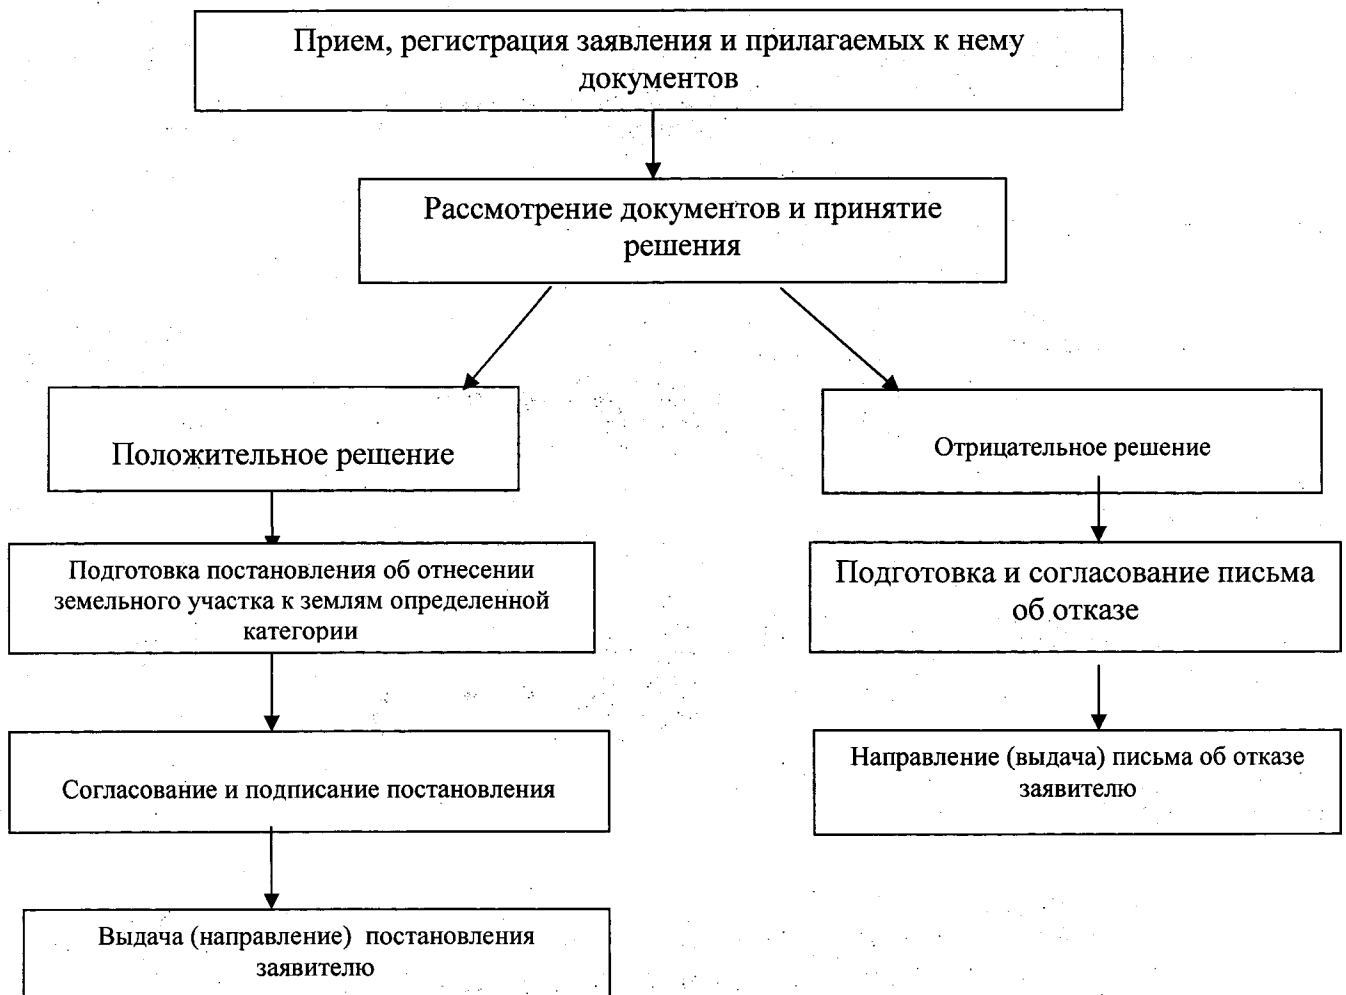 Прием, регистрация заявления и прилагаемых к нему
документов
Рассмотрение документов и принятие
решения
Положительное решение
Отрицательное решение
Подготовка постановления об отнесении
земельного участка к землям определенной
категории
Подготовка и согласование письма
об отказе
Согласование и подписание постановления
Направление (выдача) письма об отказе
заявителю
Выдача (направление) постановления
заявителю